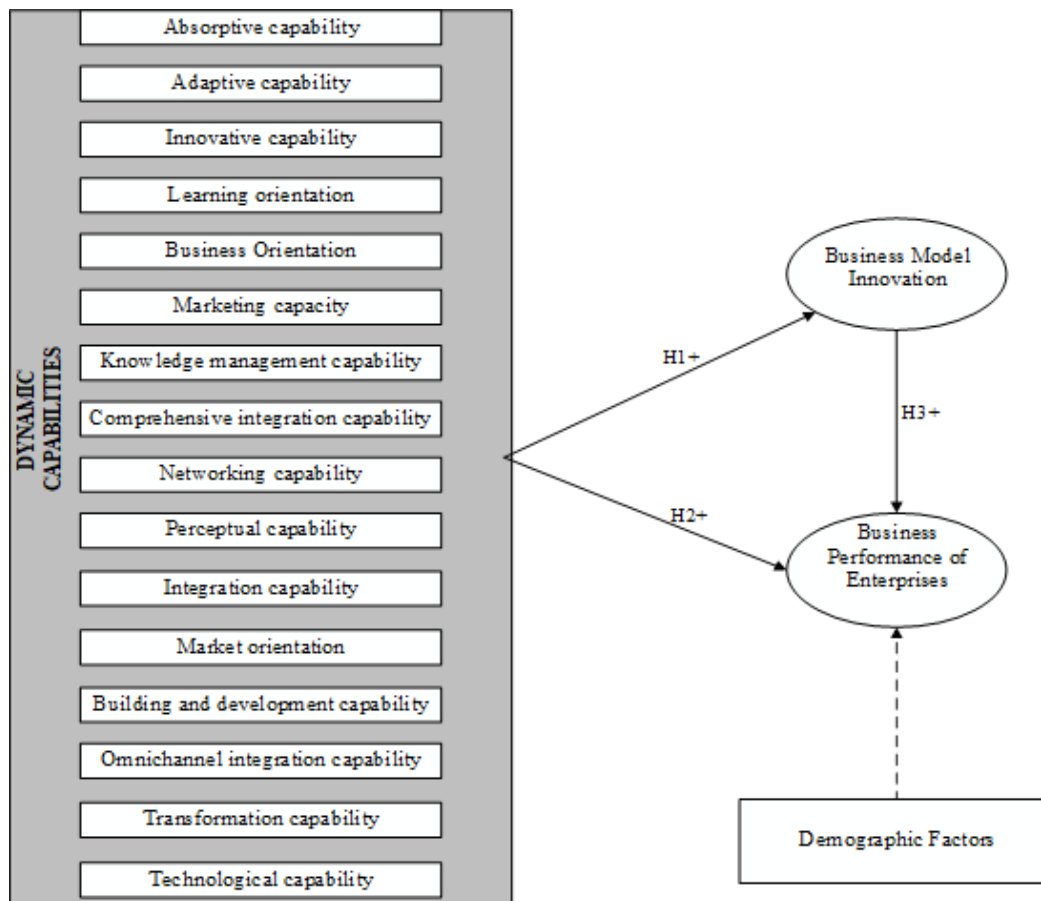 Absorptive capability
Adaptive capability
Innovative capability
Learning orientation
Business Orientation
Marketing capacity
Knowledge management capability
Comprehensive integration capability
Networking capability
Perceptual capability
Integration capability
Market orientation
Building and development capability
Omnichannel integration capability
Transformation capability
Technological capability
DYNAMIC
CAPABILITIES
H1+
H2+
H3+
Business Model
Innovation
Business
Performance of
Enterprises
Demographic Factors